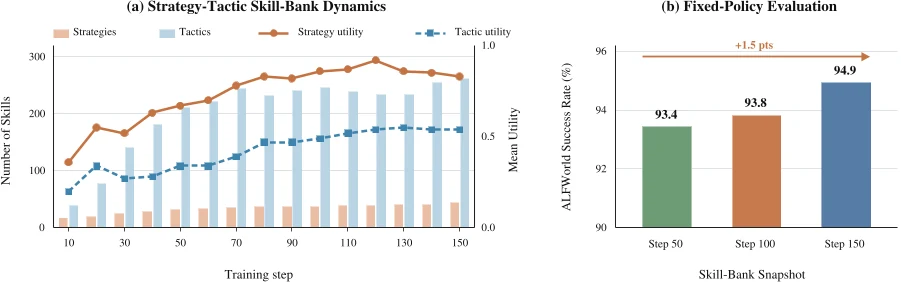 (a) Strategy-Tactic Skill-Bank Dynamics
Strategies Tactics Strategy utility Tactic utility
Number of Skills
300
200
100
0
1.0
0.5
0.0
Mean Utility
10 30 50 70 90 110 130 150
Training step
(b) Fixed-Policy Evaluation
ALFWorld Success Rate (%)
96
94
92
90
+1.5 pts
93.4
93.8
94.9
Step 50 Step 100 Step 150
Skill-Bank Snapshot